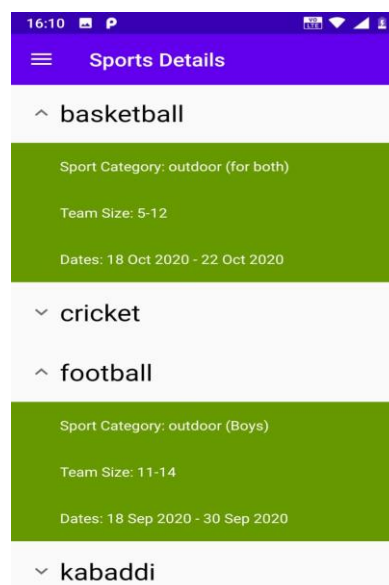 16:10 P VO LTE
Sports Details
basketball
Sport Category: outdoor (for both)
Team Size: 5-12
Dates: 18 Oct 2020 - 22 Oct 2020
cricket
football
Sport Category: outdoor (Boys)
Team Size: 11-14
Dates: 18 Sep 2020 - 30 Sep 2020
kabaddi